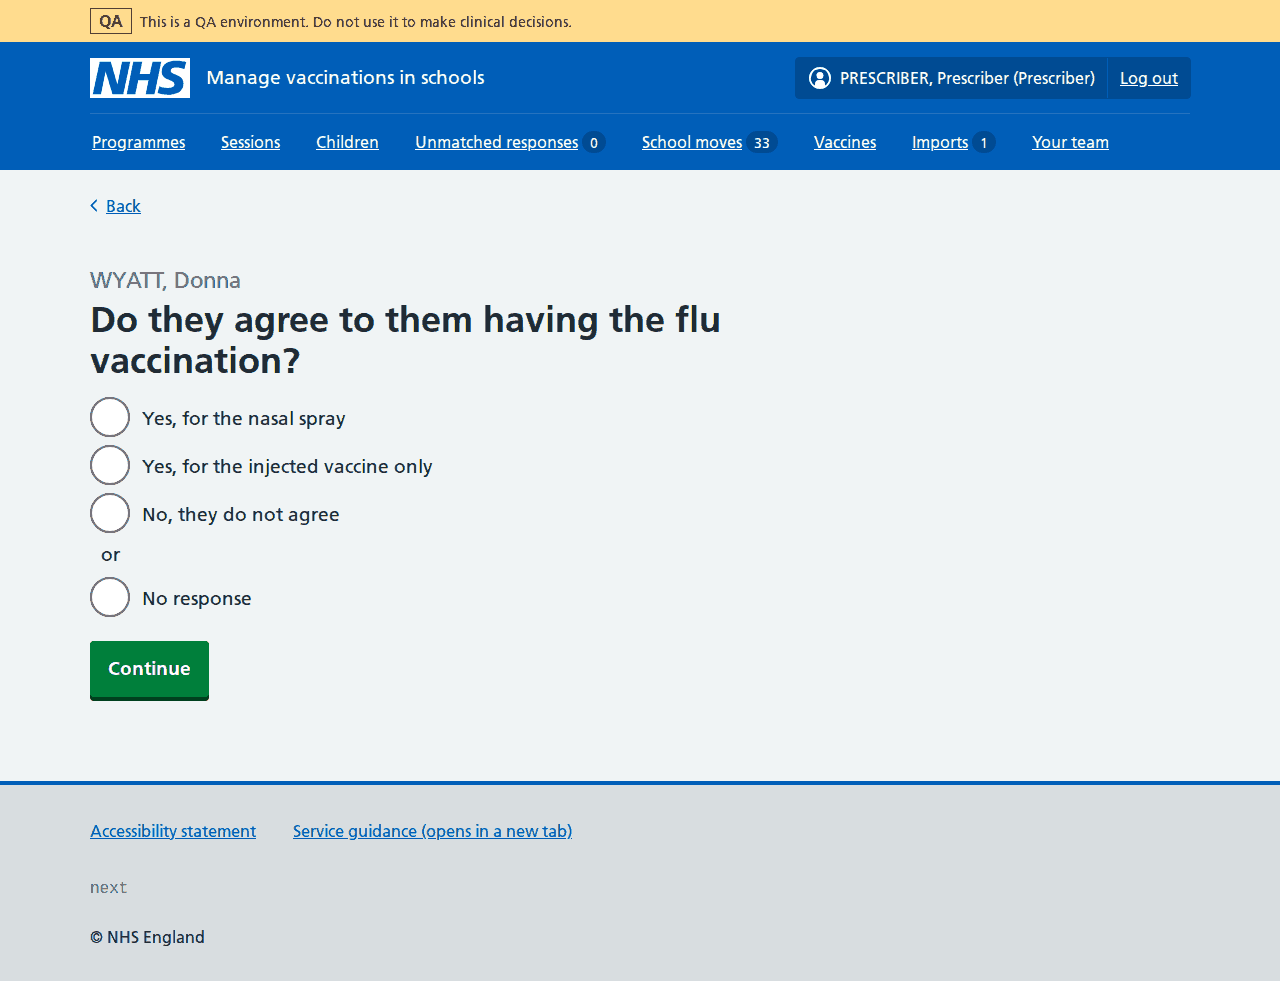 QA This is a QA environment. Do not use it to make clinical decisions.
NHS Manage vaccinations in schools PRESCRIBER, Prescriber (Prescriber) Log out
Programmes Sessions Children Unmatched responses 0 School moves 33 Vaccines Imports 1 Your team
Back
WYATT, Donna
Do they agree to them having the flu
vaccination?
Yes, for the nasal spray
Yes, for the injected vaccine only
No, they do not agree
or
No response
Continue
Accessibility statement Service guidance (opens in a new tab)
next
© NHS England